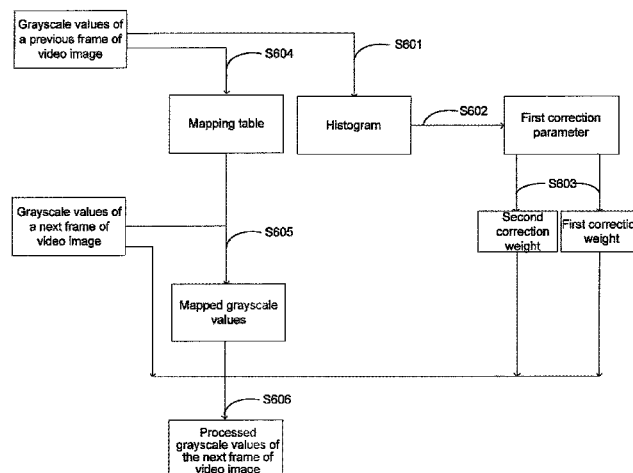 Grayscale values of
a previous frame of
video image
S604
S601
Mapping table
Histogram
S602
First correction
parameter
S603
Grayscale values of
a next frame of
video image
S605
Second
correction
weight
First correction
weight
Mapped grayscale
values
S606
Processed
grayscale values of
the next frame of
video image